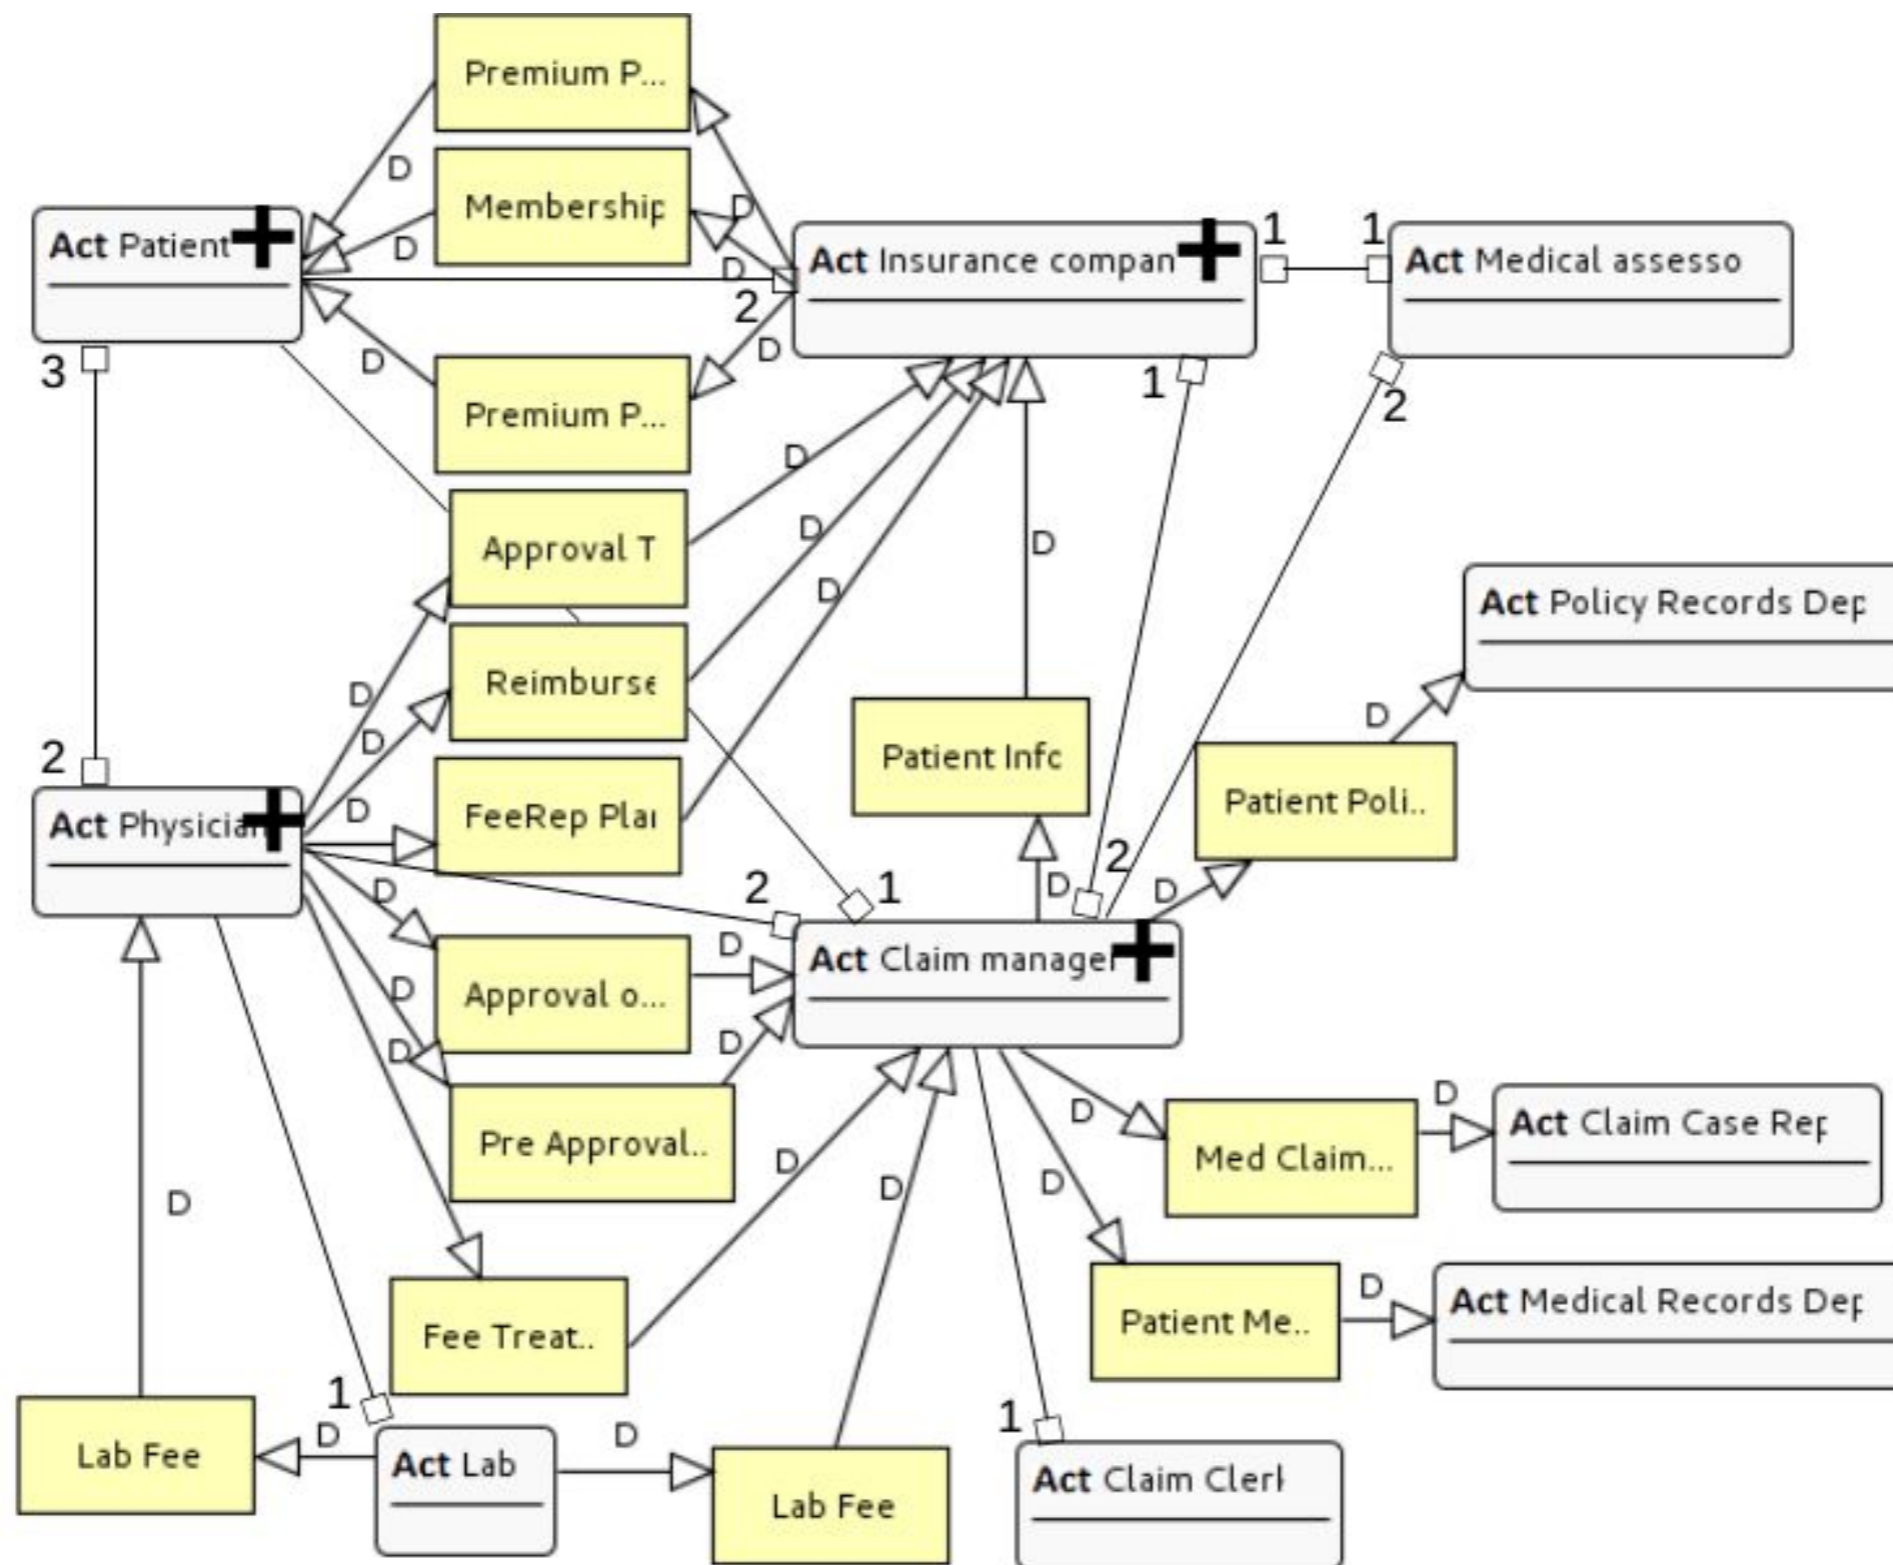 Premium P...
D
Membership
D
D
Act Patient
D
2
Act Insurance compan
1
1
Act Medical assesso
3
D
Premium P...
D
1
2
D
Approval T
D
D
D
Act Policy Records Dep
D
Reimburse
D
D
Patient Info
Patient Poli..
2
Act Physician
D
FeeRep Plan
D
2
1
D
2
D
Act Claim manager
D
Approval o...
D
D
D
Pre Approval..
D
D
D
Med Claim...
D
Act Claim Case Rep
D
D
Fee Treat..
Patient Me..
D
Act Medical Records Dep
1
1
Lab Fee
D
Act Lab
D
Lab Fee
Act Claim Clerk